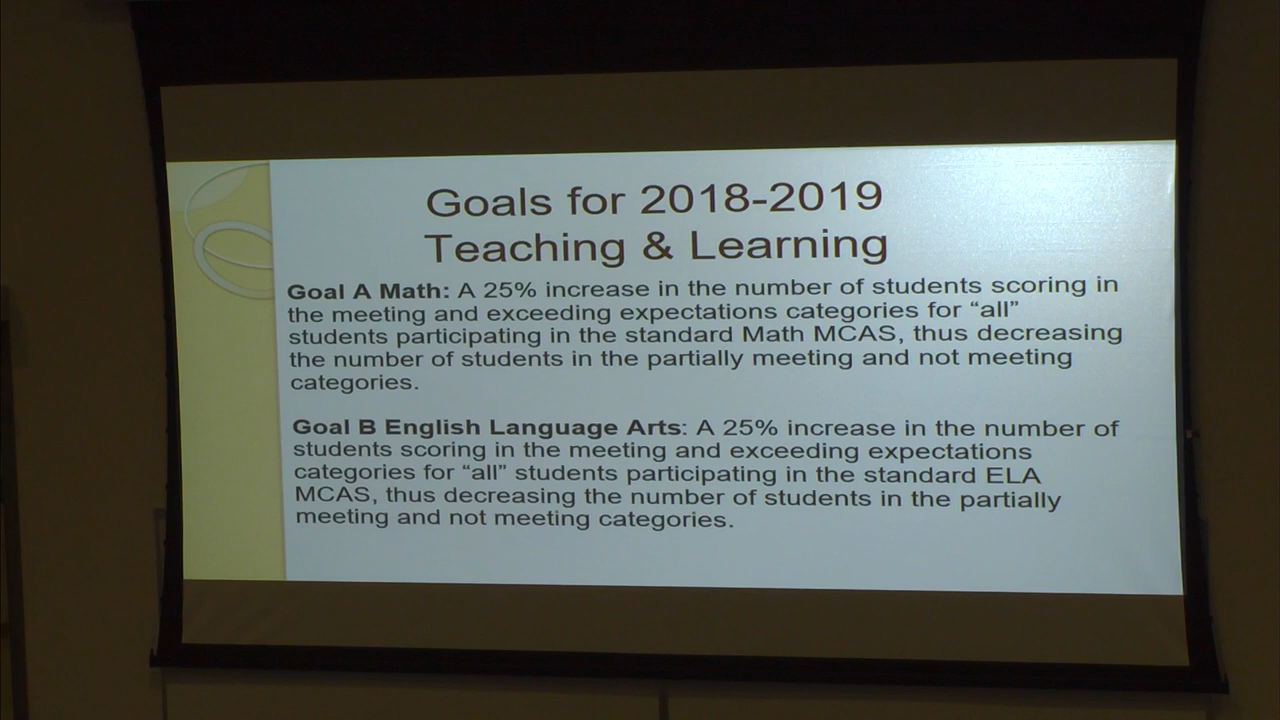 Goals for 2018-2019
Teaching & Learning
Goal A Math: A 25% increase in the number of students scoring in
the meeting and exceeding expectations categories for “all”
students participating in the standard Math MCAS, thus decreasing
the number of students in the partially meeting and not meeting
categories.
Goal B English Language Arts: A 25% increase in the number of
students scoring in the meeting and exceeding expectations
categories for “all” students participating in the standard ELA
MCAS, thus decreasing the number of students in the partially
meeting and not meeting categories.